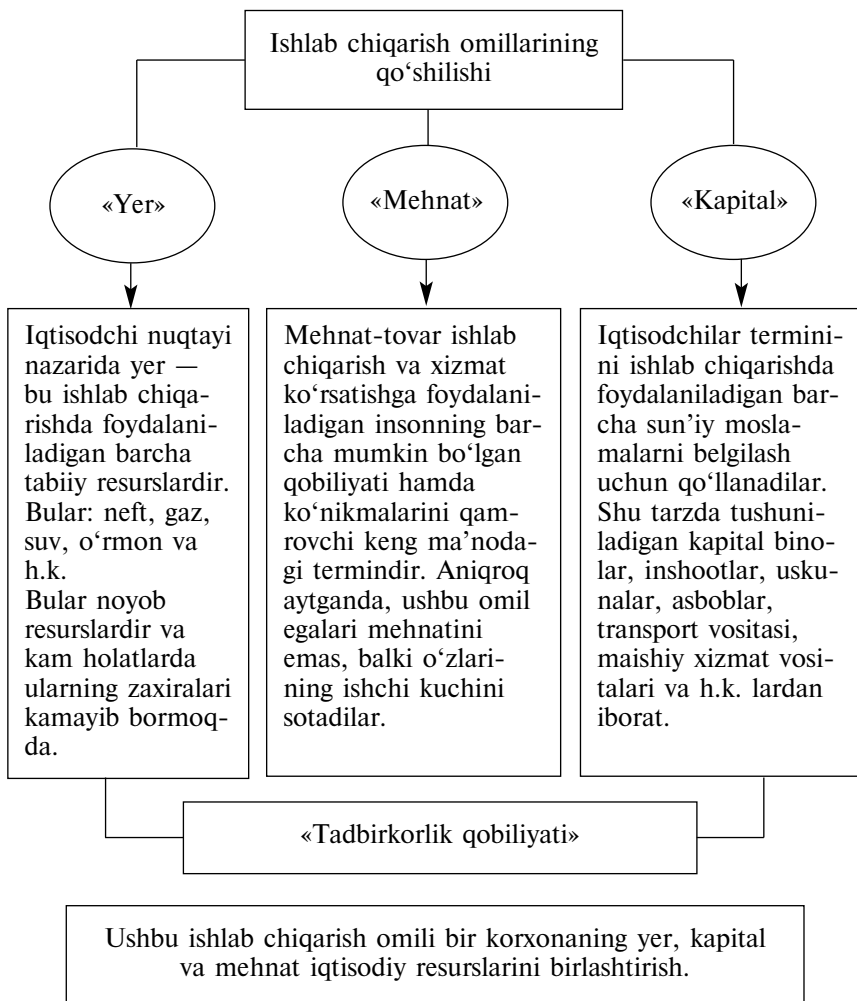 Ishlab chiqarish omillarining
qo‘shilishi
«Yer»
«Mehnat»
«Kapital»
Iqtisodchi nuqtayi
nazarida yer —
bu ishlab chiqa-
rishda foydalani-
ladigan barcha
tabiiy resurslardir.
Bular: neft, gaz,
suv, o‘rmon va
h.k.
Bular noyob
resurslardir va
kam holatlarda
ularning zaxiralari
kamayib bormoq-
da.
Mehnat-tovar ishlab
chiqarish va xizmat
ko‘rsatishga foydalani-
ladigan insonning bar-
cha mumkin bo‘lgan
qobiliyati hamda
ko‘nikmalarini qam-
rovchi keng ma’noda-
gi termindir. Aniqroq
aytganda, ushbu omil
egalari mehnatini
emas, balki o‘zlari-
ning ishchi kuchini
sotadilar.
Iqtisodchilar termini-
ni ishlab chiqarishda
foydalaniladigan bar-
cha sun’iy mosla-
malarni belgilash
uchun qo‘llanadilar.
Shu tarzda tushuni-
ladigan kapital bino-
lar, inshootlar, usku-
nalar, asboblar,
transport vositasi,
maishiy xizmat vosi-
talari va h.k. lardan
iborat.
«Tadbirkorlik qobiliyati»
Ushbu ishlab chiqarish omili bir korxonaning yer, kapital
va mehnat iqtisodiy resurslarini birlashtirish.